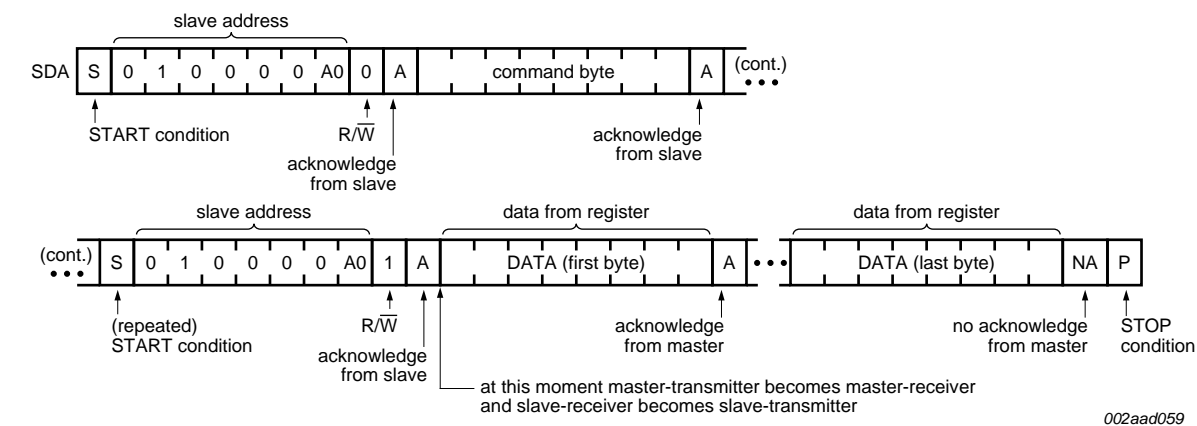 slave address
SDA S 0 1 0 0 0 0 A0 0 A command byte A (cont.)
START condition
R/W̅
acknowledge
from slave
acknowledge
from slave
slave address
data from register
data from register
(cont.) S 0 1 0 0 0 0 A0 1 A DATA (first byte) A DATA (last byte) NA P
(repeated)
START condition
R/W̅
acknowledge
from slave
acknowledge
from master
no acknowledge
from master
STOP
condition
at this moment master-transmitter becomes master-receiver
and slave-receiver becomes slave-transmitter
002aad059